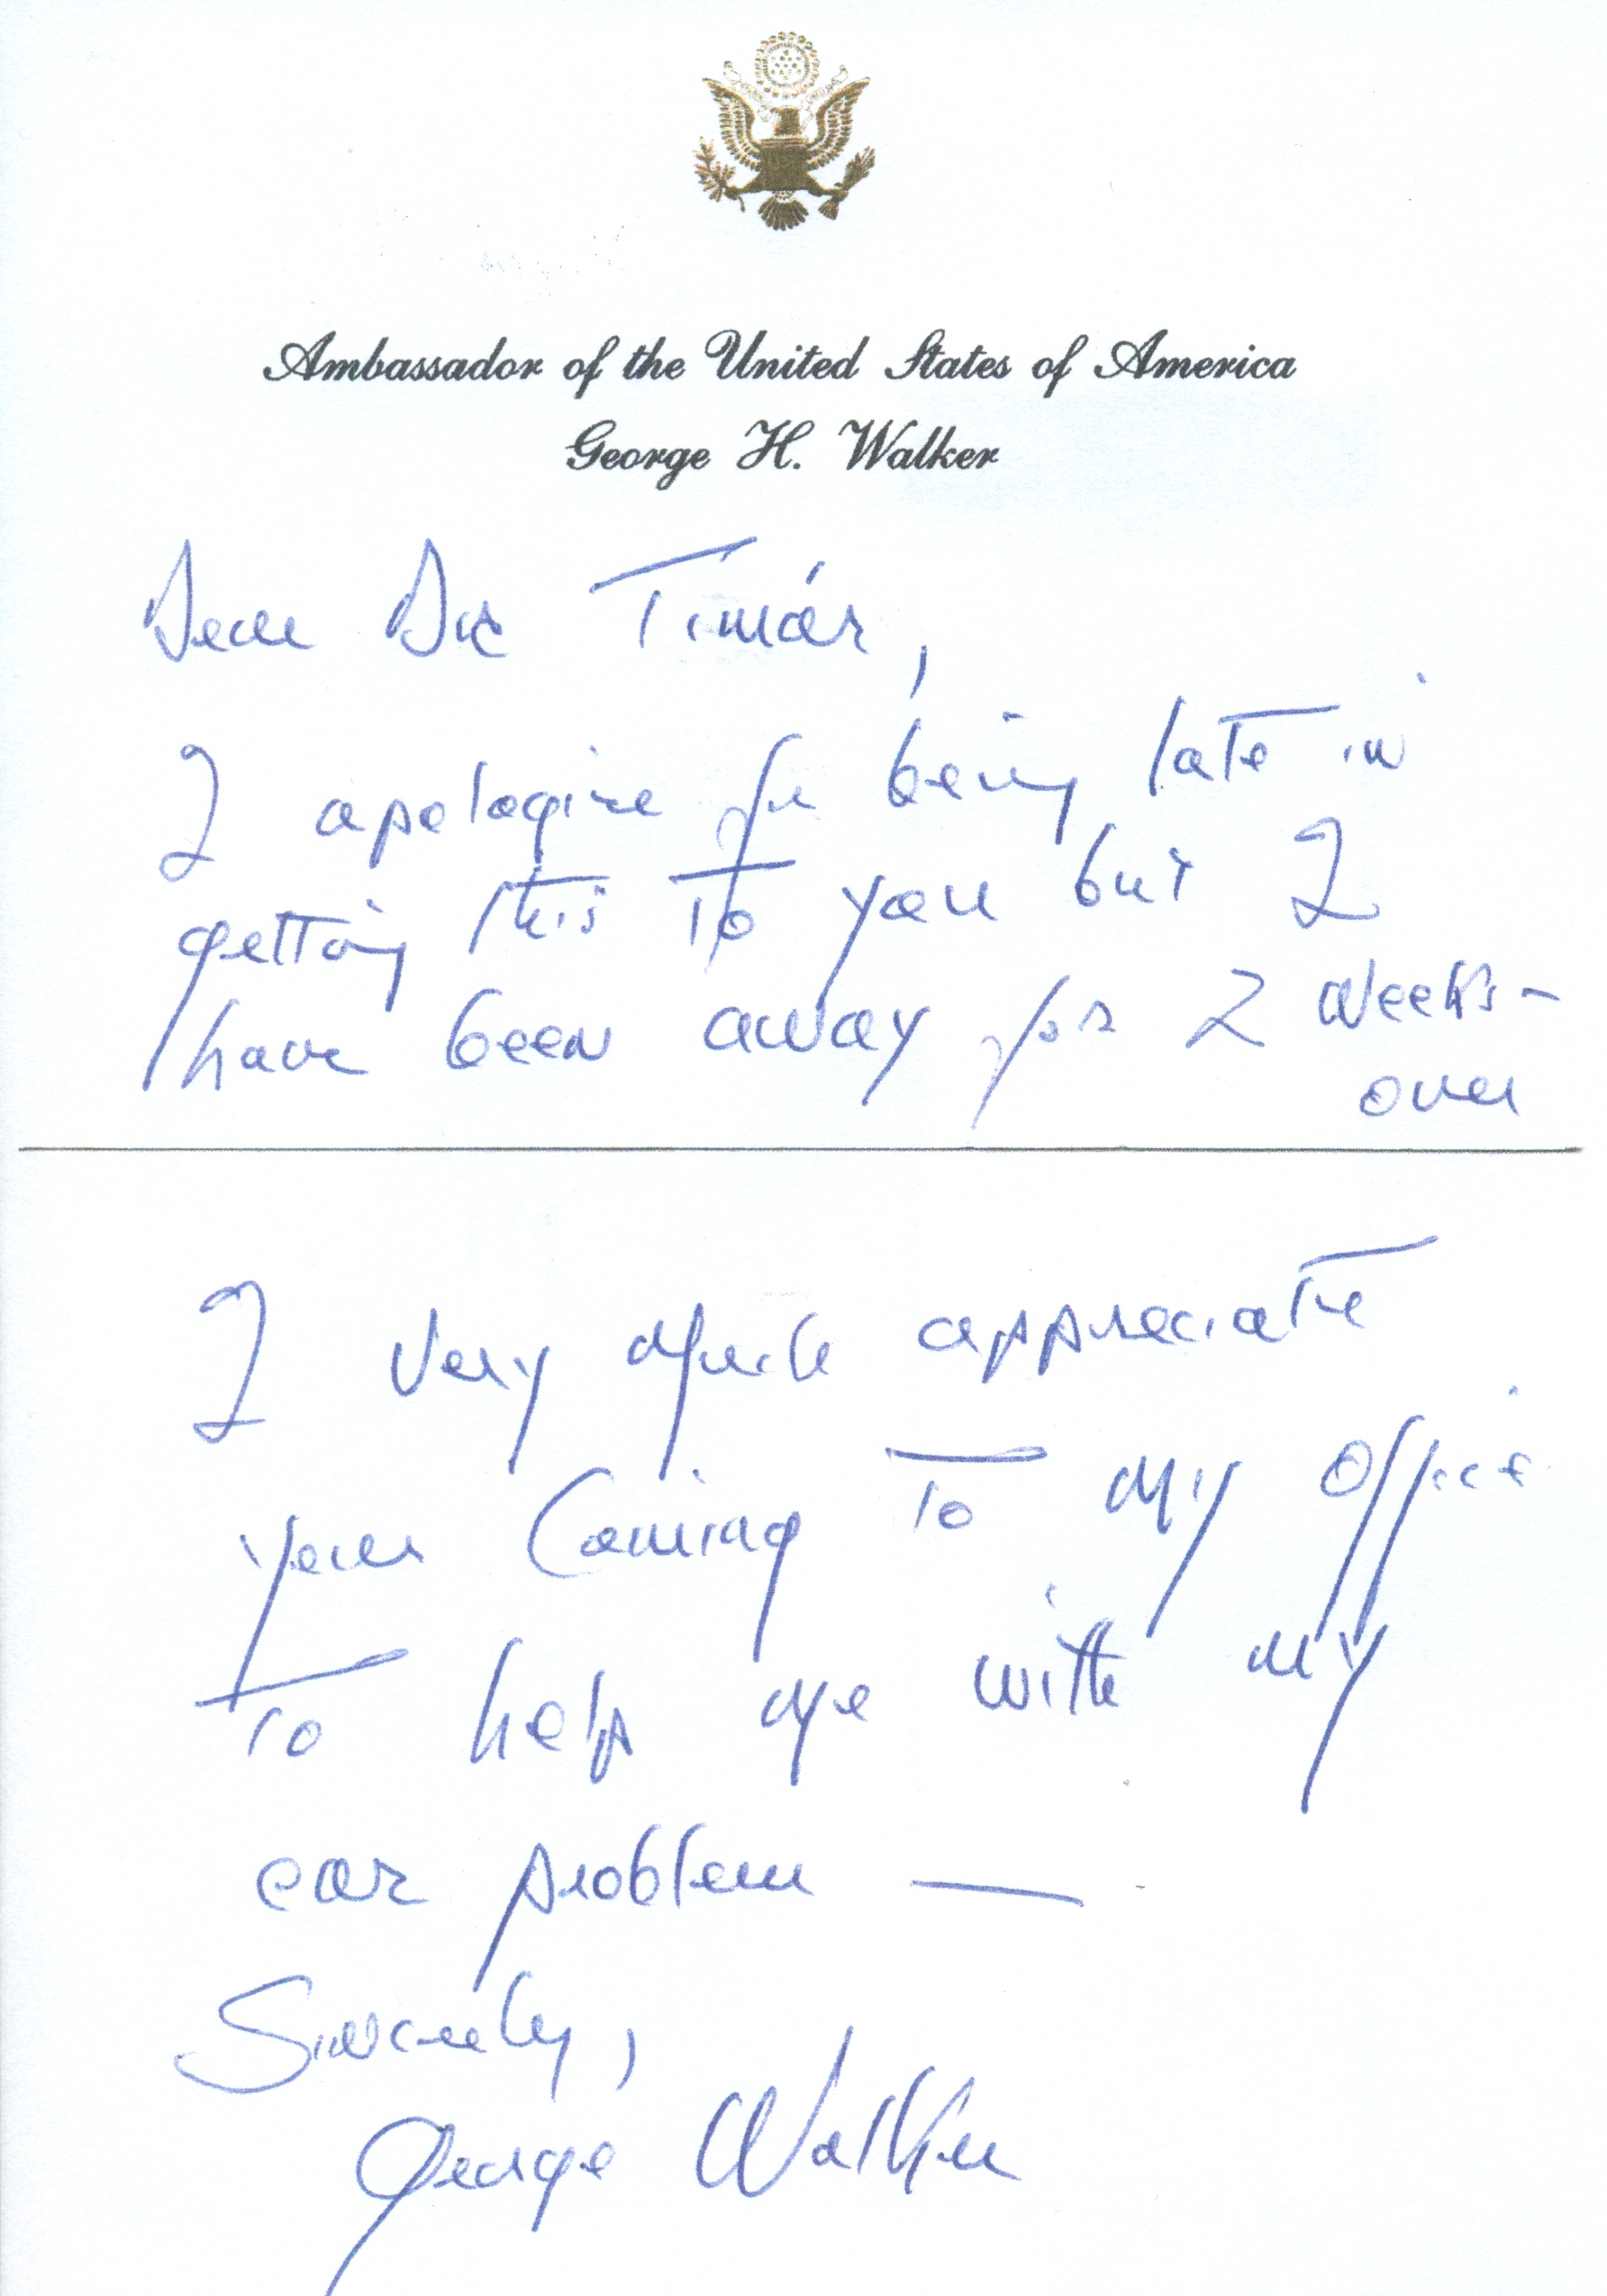 Ambassador of the United States of America
George H. Walker
Dear Dr Timár,
I apologize for being late in
getting this to you but I
have been away for 2 weeks –
over
I very much appreciate
your coming to my office
to help me with my
ear problem —
Sincerely,
George Walker